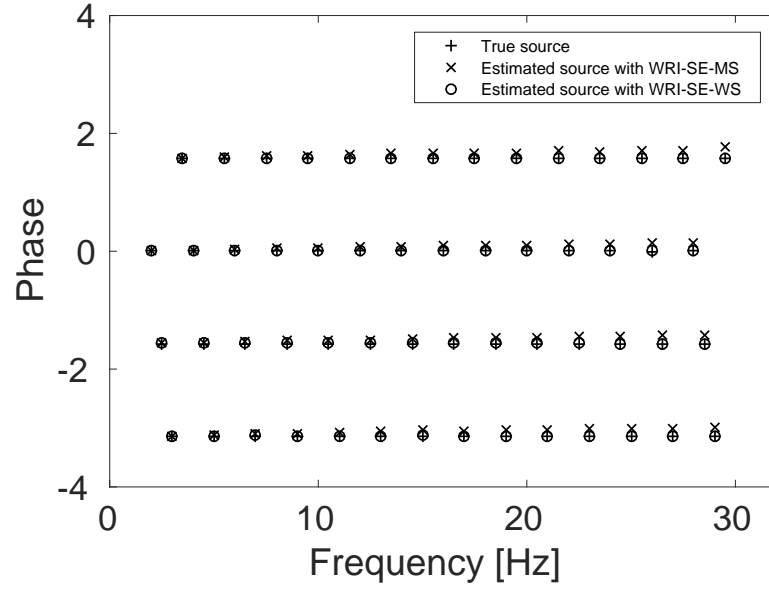 4
2
0
-2
-4
Phase
True source
Estimated source with WRI-SE-MS
Estimated source with WRI-SE-WS
0
10
20
30
Frequency [Hz]